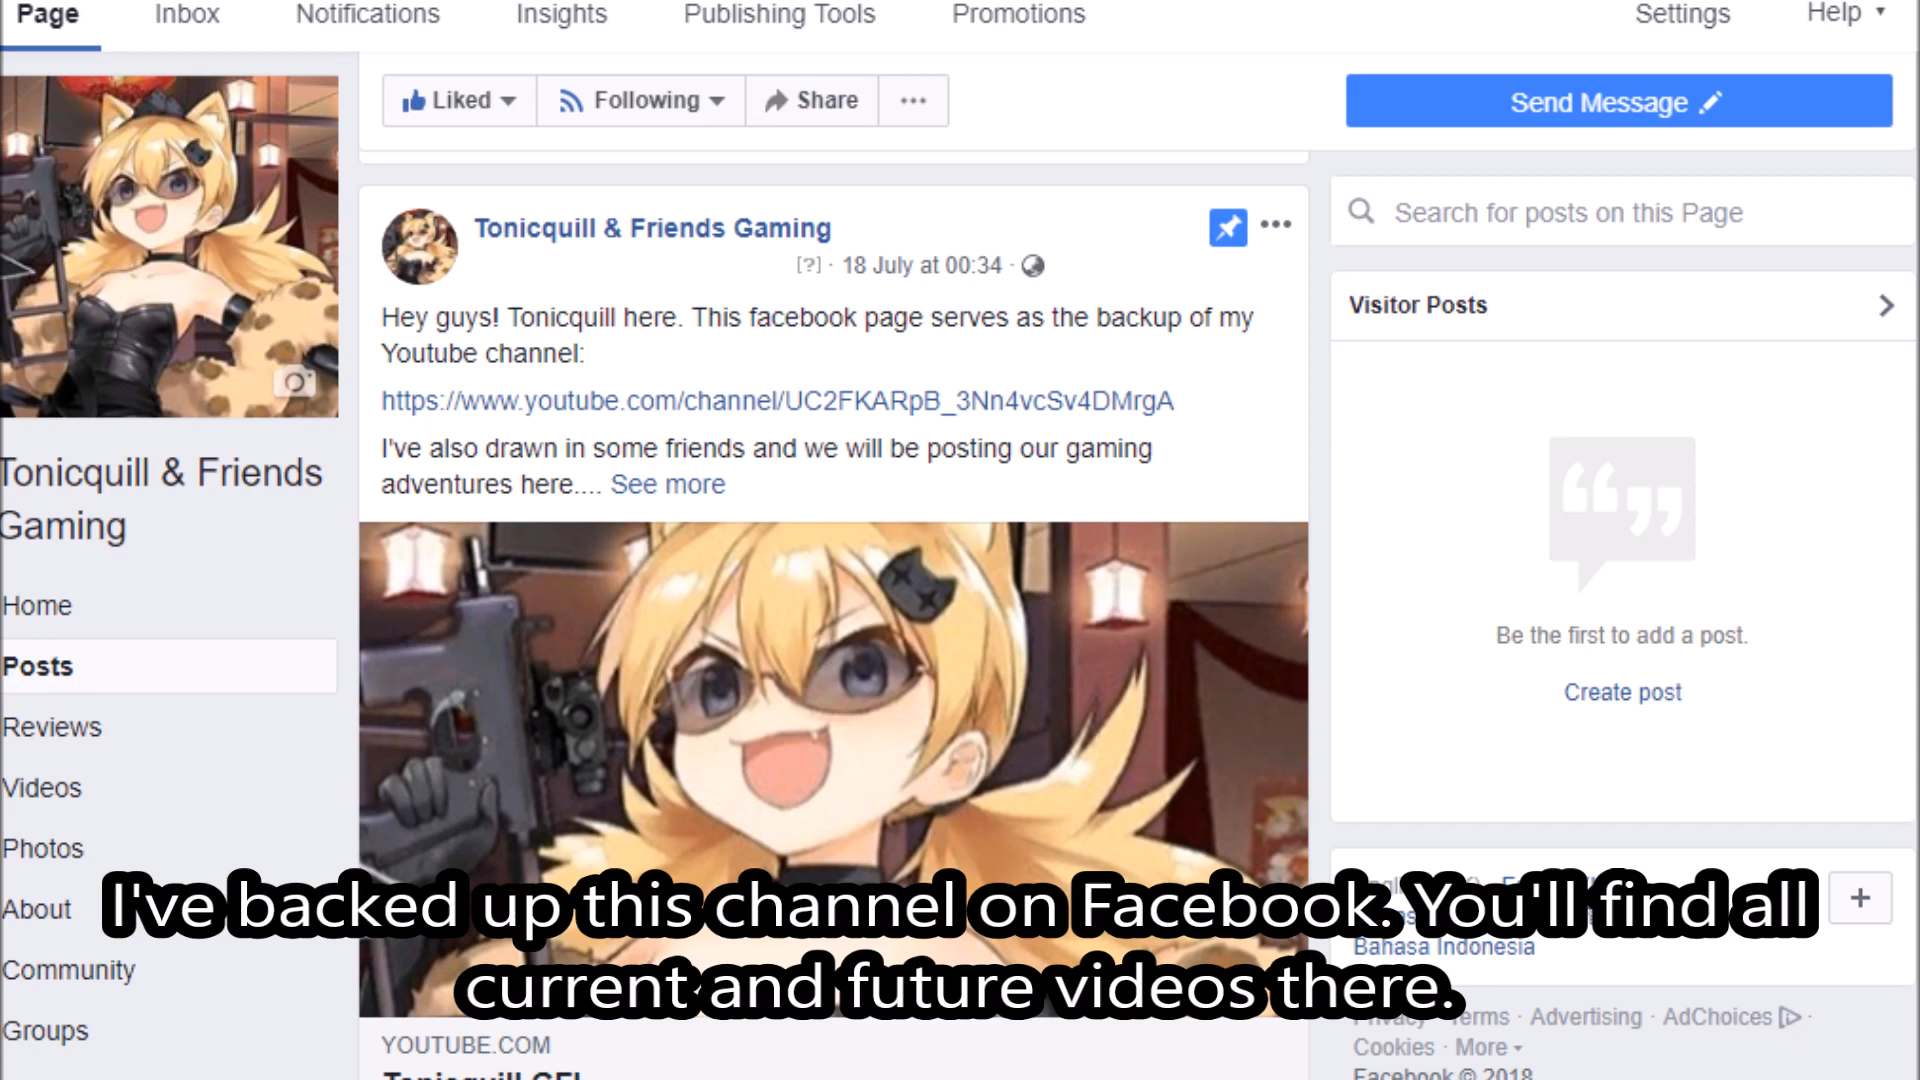 Page Inbox Notifications Insights Publishing Tools Promotions Settings Help
Liked Following Share Send Message
Tonicquill & Friends Gaming
[?] · 18 July at 00:34 ·
Hey guys! Tonicquill here. This facebook page serves as the backup of my
Youtube channel:
https://www.youtube.com/channel/UC2FKARpB_3Nn4vcSv4DMrgA
I've also drawn in some friends and we will be posting our gaming
adventures here.... See more
Search for posts on this Page
Visitor Posts
Be the first to add a post.
Create post
Tonicquill & Friends
Gaming
Home
Posts
Reviews
Videos
Photos
About
Community
Groups
I've backed up this channel on Facebook. You'll find all
current and future videos there.
YOUTUBE.COM
Bahasa Indonesia
Privacy · Terms · Advertising · AdChoices ·
Cookies · More
Facebook © 2018